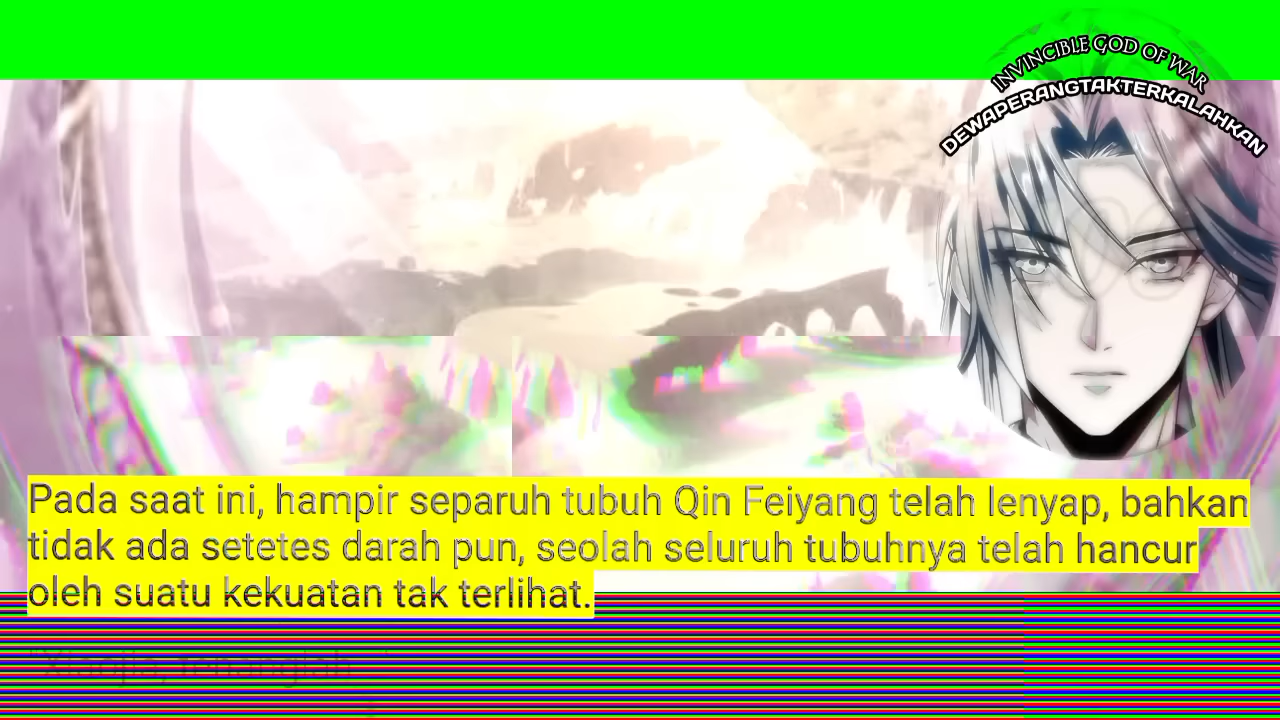 INVINCIBLE GOD OF WAR
DEWAPERANGTAKTERKALAHKAN
Pada saat ini, hampir separuh tubuh Qin Feiyang telah lenyap, bahkan
tidak ada setetes darah pun, seolah seluruh tubuhnya telah hancur
oleh suatu kekuatan tak terlihat.